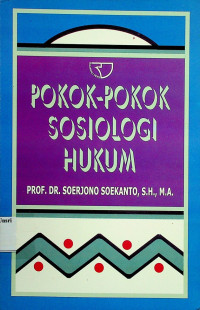 POKOK-POKOK
SOSIOLOGI
HUKUM
PROF. DR. SOERJONO SOEKANTO, S.H., M.A.